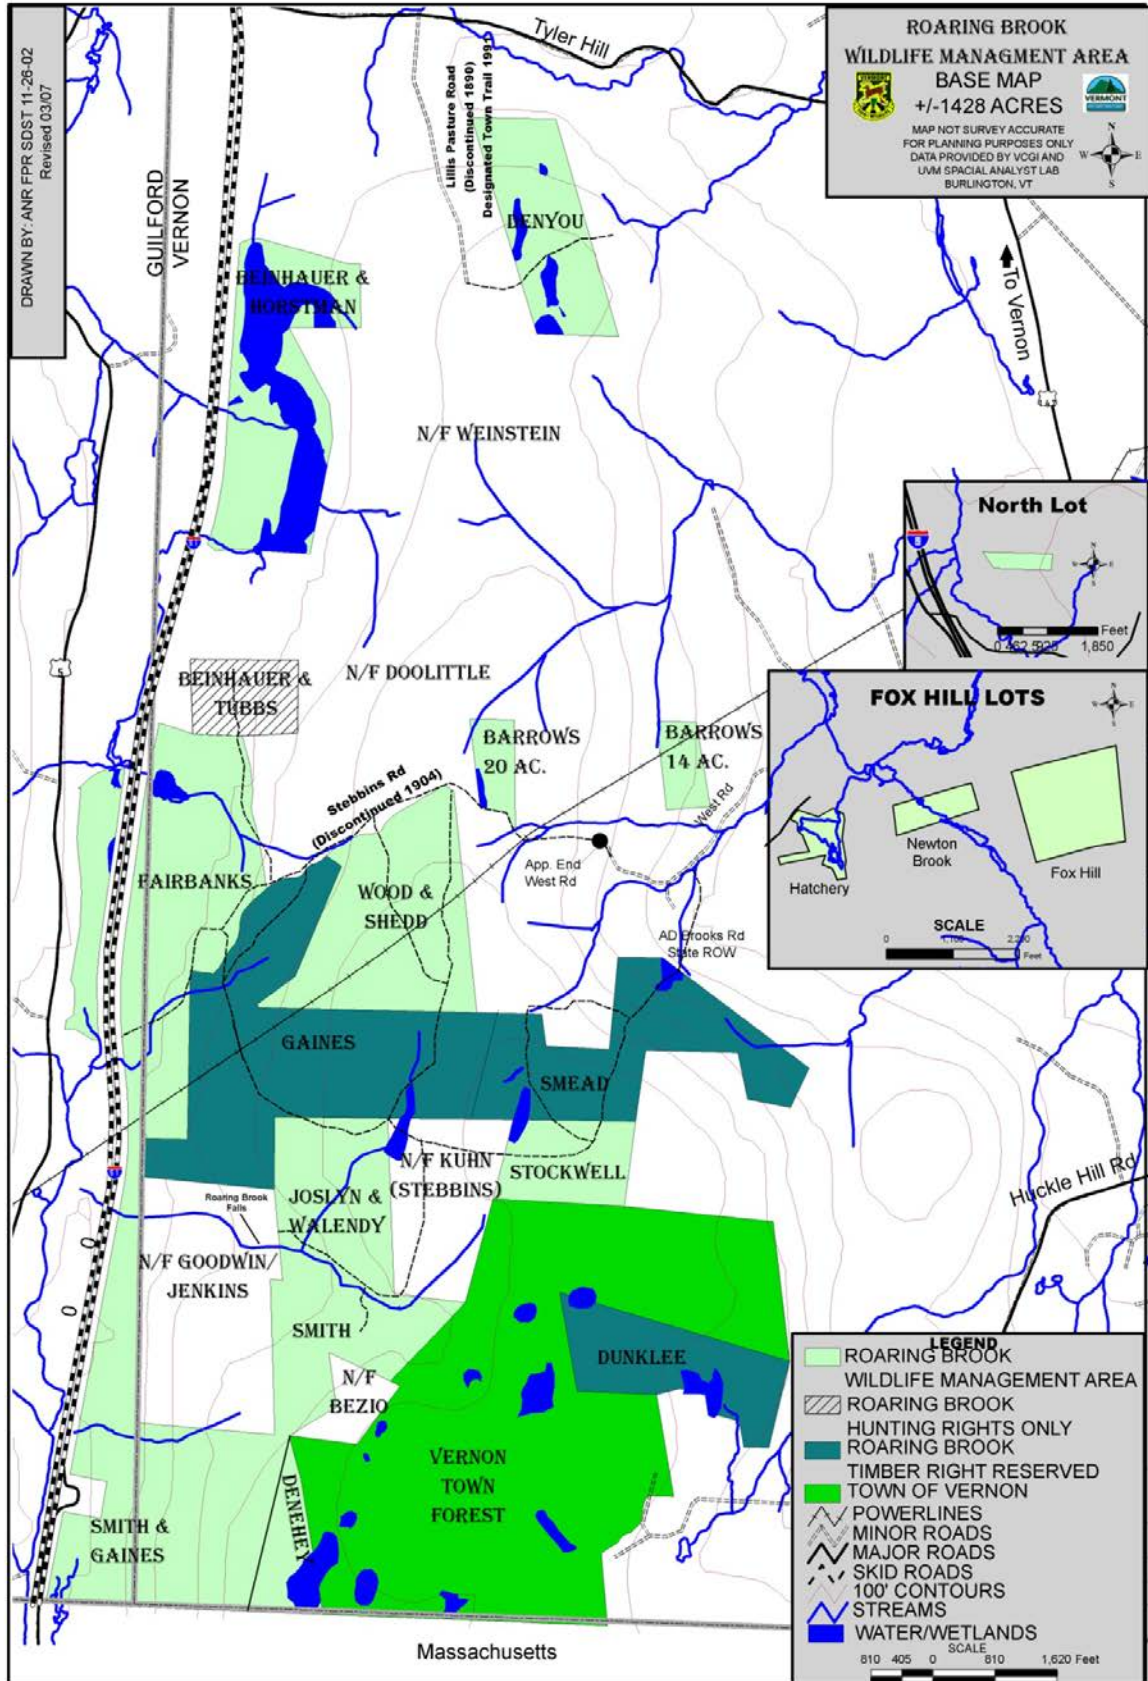 DRAWN BY: ANR FPR SDST 11-26-02
Revised 03/07
ROARING BROOK
WILDLIFE MANAGMENT AREA
BASE MAP
+/-1428 ACRES
MAP NOT SURVEY ACCURATE
FOR PLANNING PURPOSES ONLY
DATA PROVIDED BY VCGI AND
UVM SPACIAL ANALYST LAB
BURLINGTON, VT
N
W
E
S
VERMONT
Tyler Hill
Lillis Pasture Road
(Discontinued 1890)
Designated Town Trail 1991
GUILFORD
VERNON
DENYOU
BEINHAUER &
HORSTMAN
To Vernon
N/F WEINSTEIN
North Lot
Feet
1,850
5
N/F DOOLITTLE
BEINHAUER &
TUBBS
BARROWS
20 AC.
BARROWS
14 AC.
Stebbins Rd
(Discontinued 1904)
West Rd
FOX HILL LOTS
Hatchery
Newton
Brook
Fox Hill
SCALE
0
2,200
Feet
App. End
West Rd
FAIRBANKS
WOOD &
SHEDD
AD Brooks Rd
State ROW
GAINES
SMEAD
N/F KUHN
(STEBBINS)
STOCKWELL
JOSLYN &
WALENDY
Roaring Brook
Falls
N/F GOODWIN/
JENKINS
Huckle Hill Rd
SMITH
N/F
BEZIO
DUNKLEE
VERNON
TOWN
FOREST
DENEHEY
SMITH &
GAINES
Massachusetts
LEGEND
ROARING BROOK
WILDLIFE MANAGEMENT AREA
ROARING BROOK
HUNTING RIGHTS ONLY
ROARING BROOK
TIMBER RIGHT RESERVED
TOWN OF VERNON
POWERLINES
MINOR ROADS
MAJOR ROADS
SKID ROADS
100' CONTOURS
STREAMS
WATER/WETLANDS
SCALE
810 405 0 810 1,620 Feet